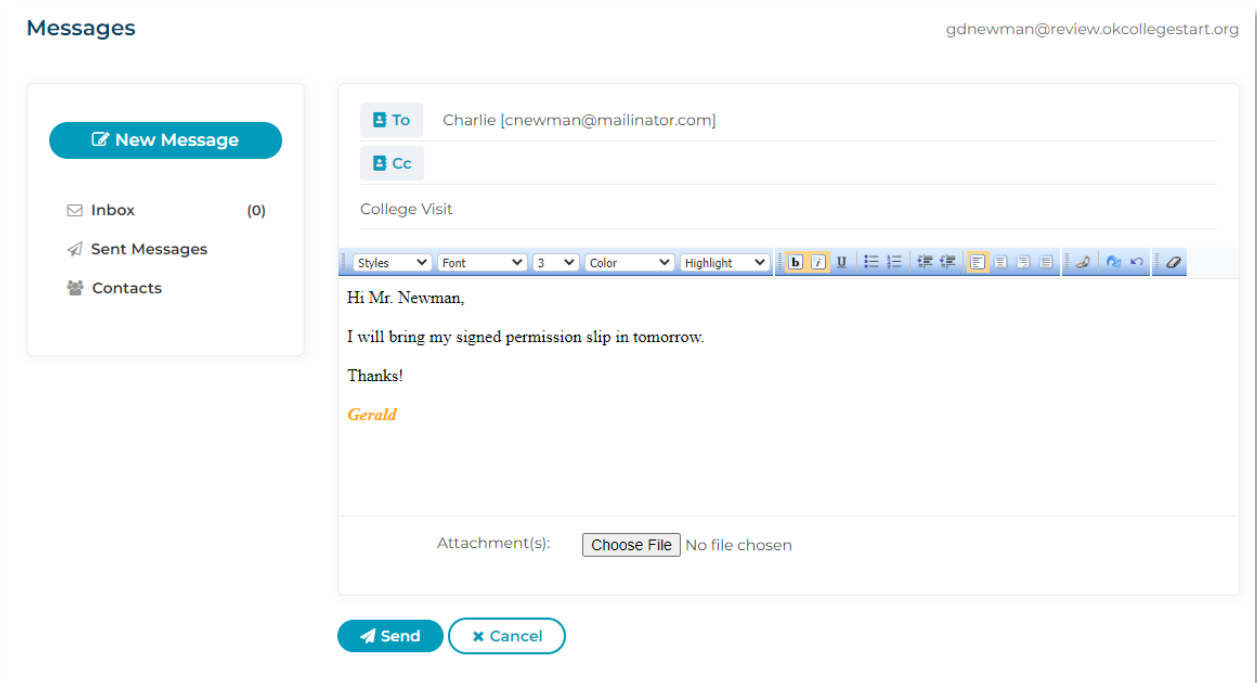 Messages
gdnewman@review.okcollegestart.org
New Message
Inbox (0)
Sent Messages
Contacts
To Charlie [cnewman@mailinator.com]
Cc
College Visit
Styles Font 3 Color Highlight b i u
Hi Mr. Newman,
I will bring my signed permission slip in tomorrow.
Thanks!
Gerald
Attachment(s): Choose File No file chosen
Send Cancel